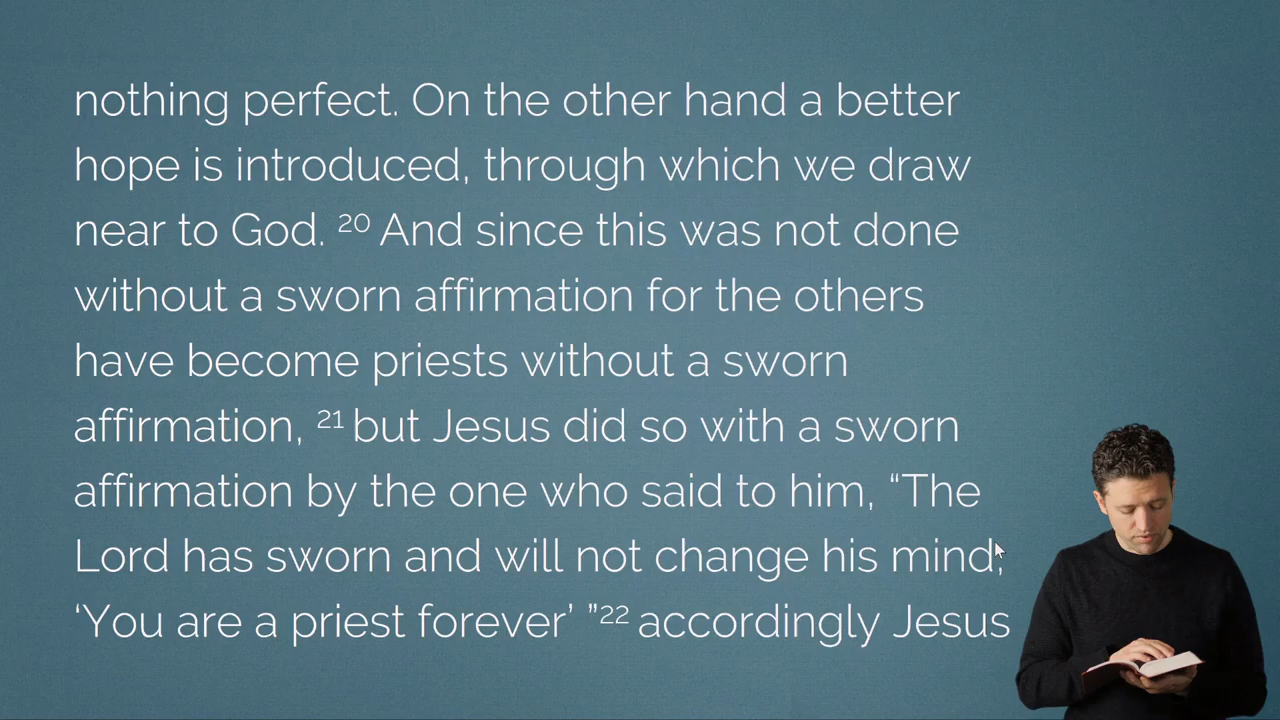 nothing perfect. On the other hand a better
hope is introduced, through which we draw
near to God. ²⁰ And since this was not done
without a sworn affirmation for the others
have become priests without a sworn
affirmation, ²¹ but Jesus did so with a sworn
affirmation by the one who said to him, “The
Lord has sworn and will not change his mind,
‘You are a priest forever’ ”²² accordingly Jesus